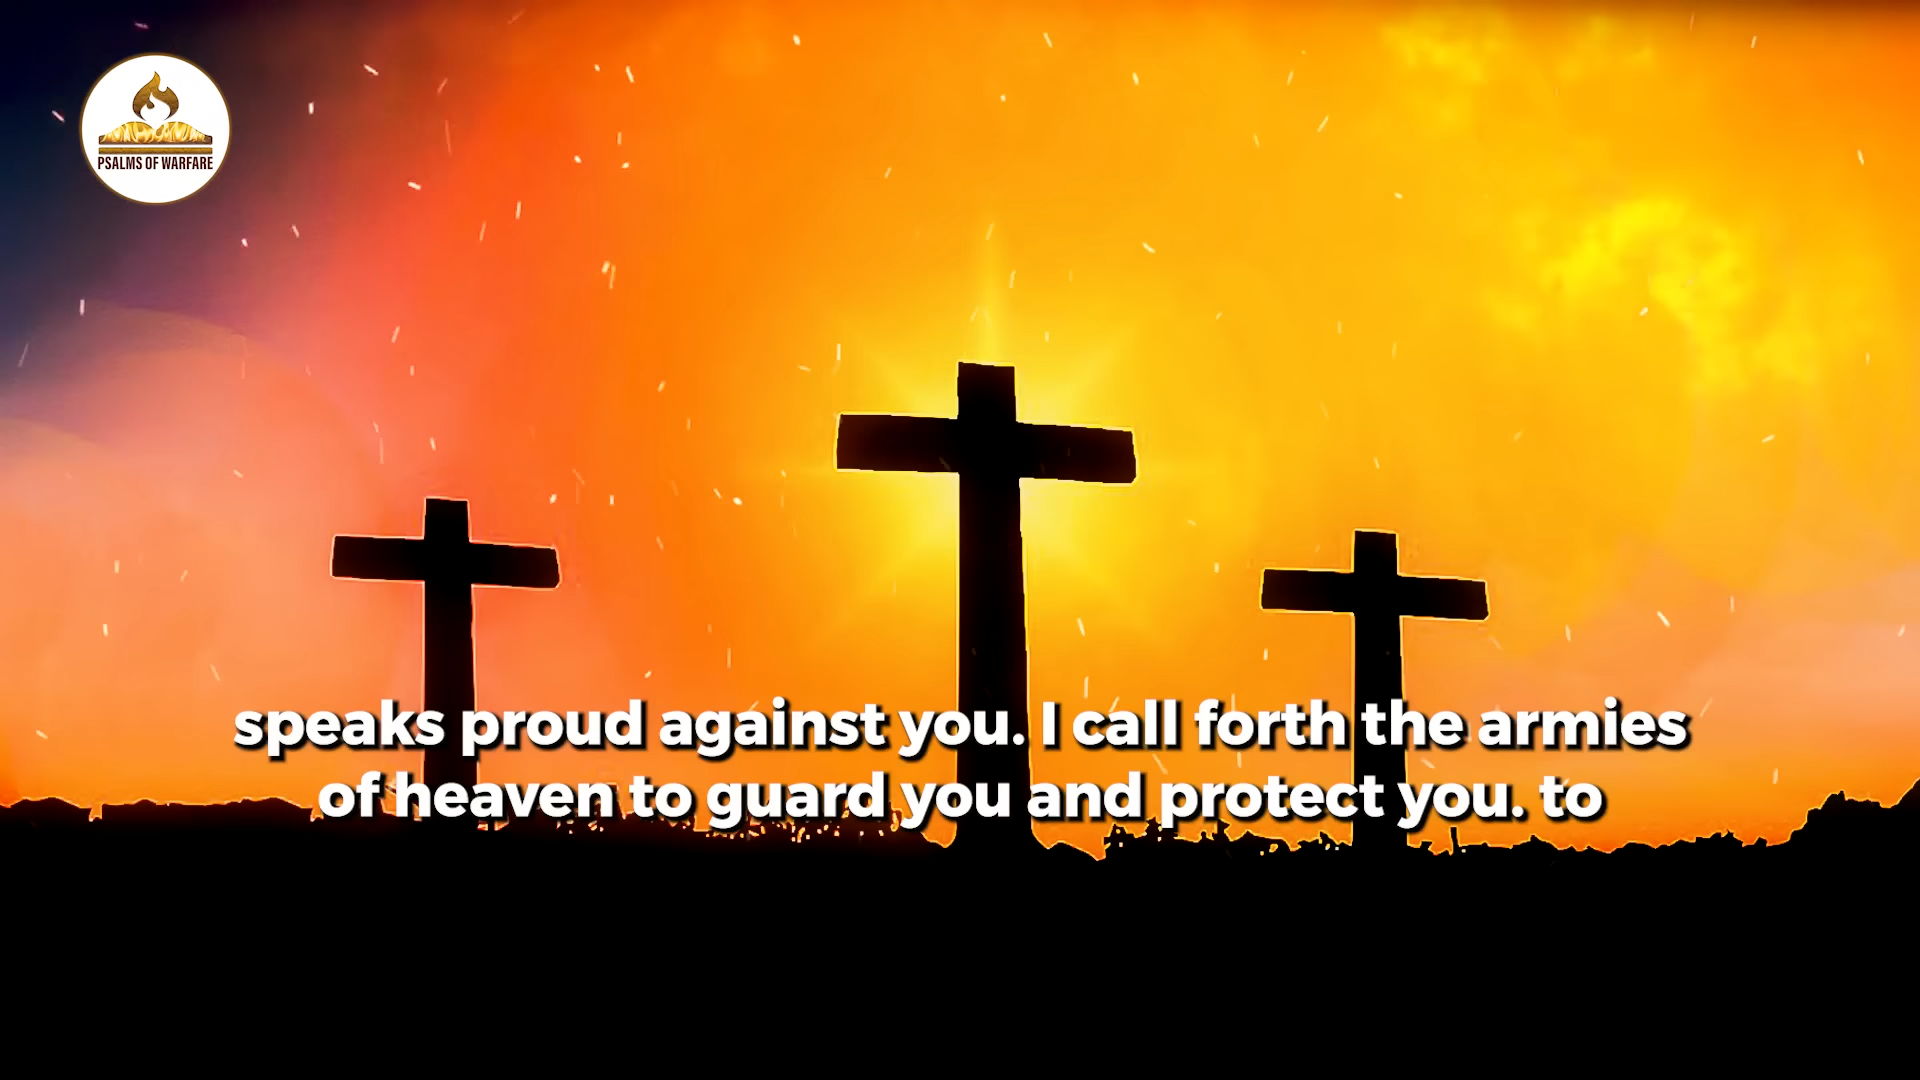 PSALMS OF WARFARE
speaks proud against you. I call forth the armies
of heaven to guard you and protect you. to